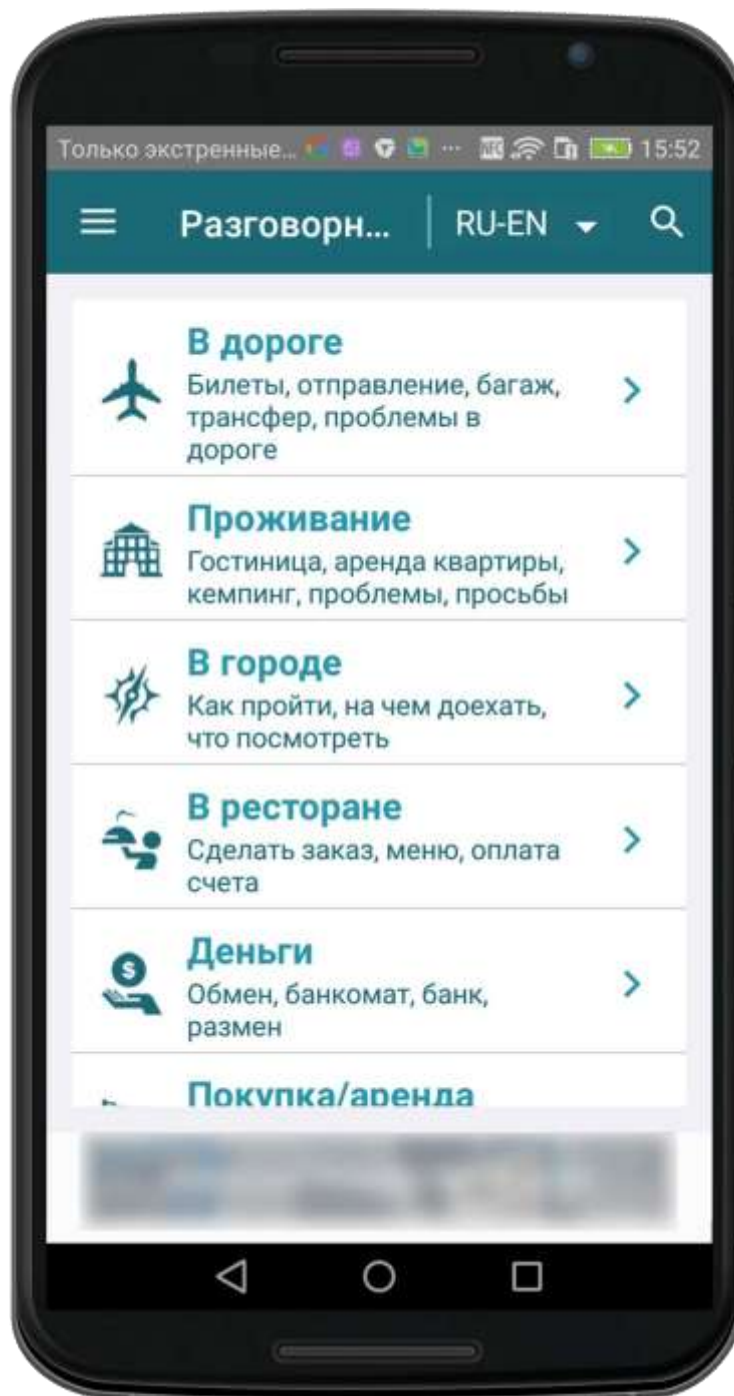 Только экстренные... NFC 15:52
Разговорн... RU-EN
В дороге
Билеты, отправление, багаж,
трансфер, проблемы в
дороге
Проживание
Гостиница, аренда квартиры,
кемпинг, проблемы, просьбы
В городе
Как пройти, на чем доехать,
что посмотреть
В ресторане
Сделать заказ, меню, оплата
счета
Деньги
Обмен, банкомат, банк,
размен
Покупка/аренда